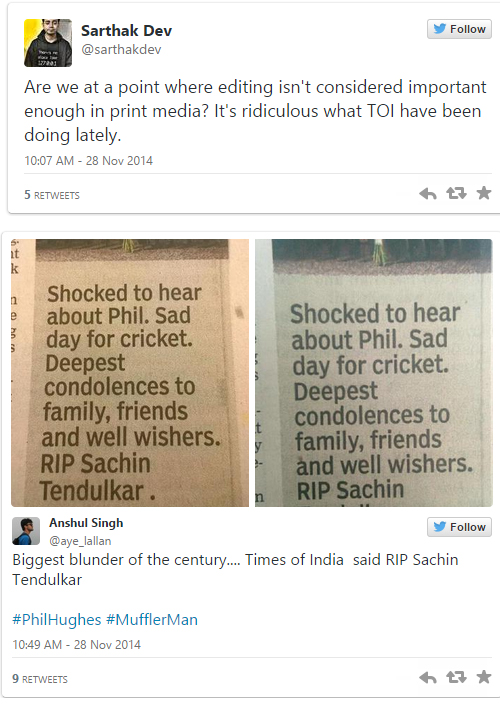 Sarthak Dev
@sarthakdev
Follow
Are we at a point where editing isn't considered important
enough in print media? It's ridiculous what TOI have been
doing lately.
10:07 AM - 28 Nov 2014
5 RETWEETS
Shocked to hear
about Phil. Sad
day for cricket.
Deepest
condolences to
family, friends
and well wishers.
RIP Sachin
Tendulkar .
Shocked to hear
about Phil. Sad
day for cricket.
Deepest
condolences to
family, friends
and well wishers.
RIP Sachin
Anshul Singh
@aye_lallan
Follow
Biggest blunder of the century.... Times of India said RIP Sachin
Tendulkar
#PhilHughes #MufflerMan
10:49 AM - 28 Nov 2014
9 RETWEETS